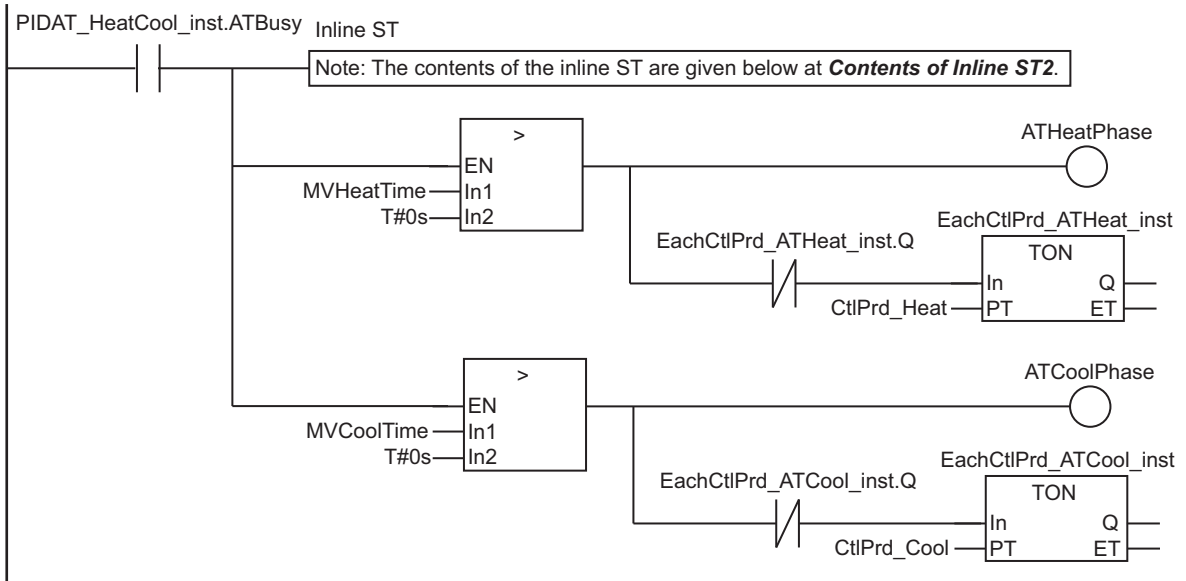 PIDAT_HeatCool_inst.ATBusy
Inline ST
Note: The contents of the inline ST are given below at Contents of Inline ST2.
>
EN
MVHeatTime
In1
T#0s
In2
ATHeatPhase
EachCtlPrd_ATHeat_inst.Q
EachCtlPrd_ATHeat_inst
TON
In
Q
CtlPrd_Heat
PT
ET
>
EN
MVCoolTime
In1
T#0s
In2
ATCoolPhase
EachCtlPrd_ATCool_inst.Q
EachCtlPrd_ATCool_inst
TON
In
Q
CtlPrd_Cool
PT
ET